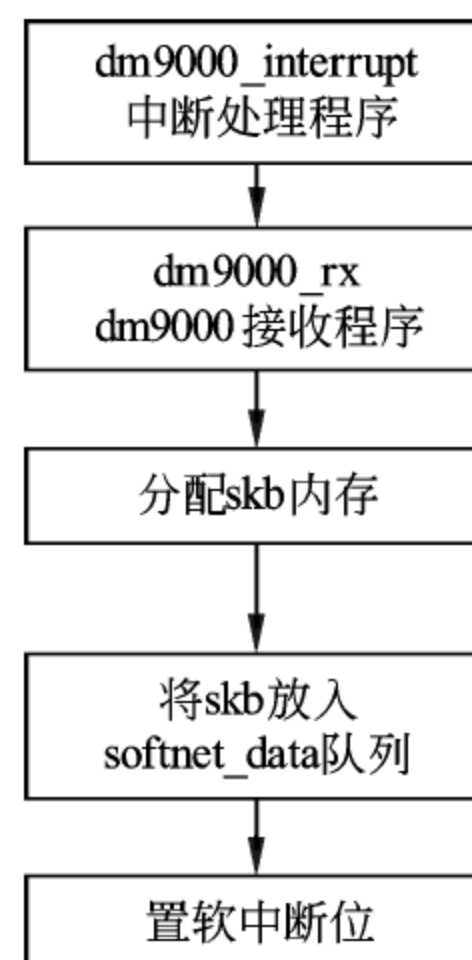 dm9000_interrupt
中断处理程序
dm9000_rx
dm9000接收程序
分配skb内存
将skb放入
softnet_data队列
置软中断位